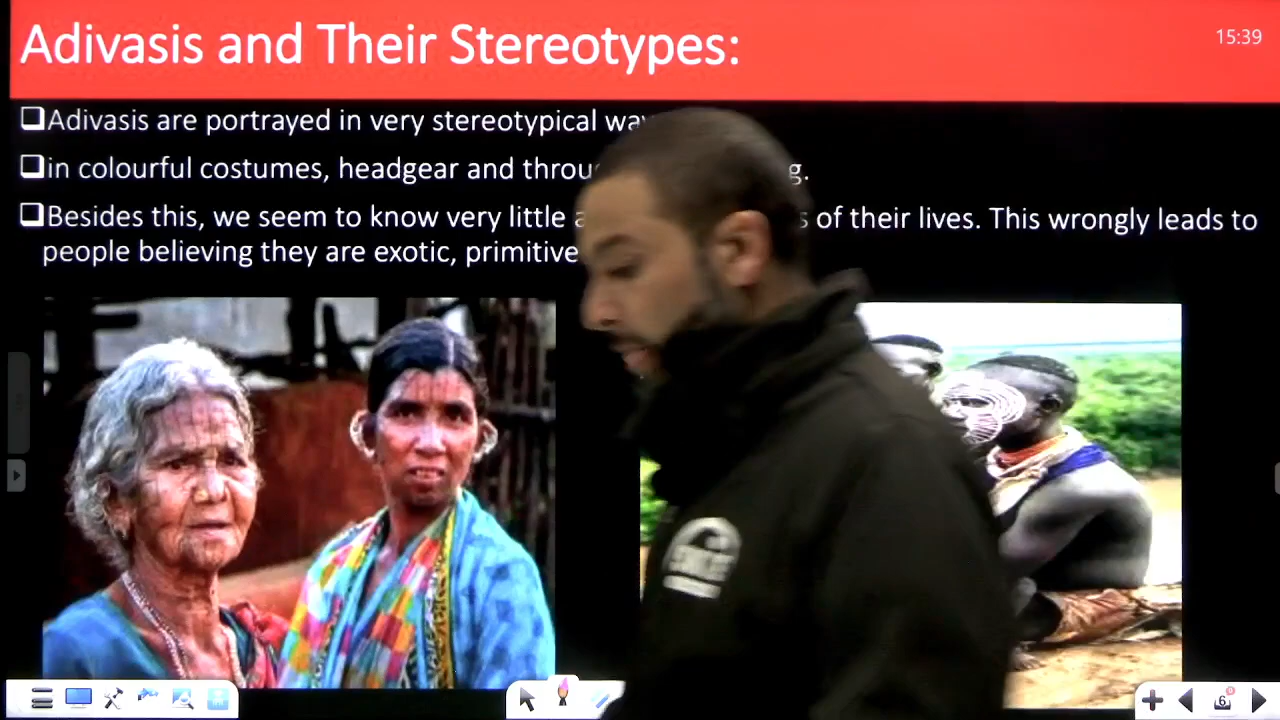 Adivasis and Their Stereotypes:
15:39
❑Adivasis are portrayed in very stereotypical
❑in colourful costumes, headgear and
g.
❑Besides this, we seem to know very little
of their lives. This wrongly leads to
people believing they are exotic, primitive
6